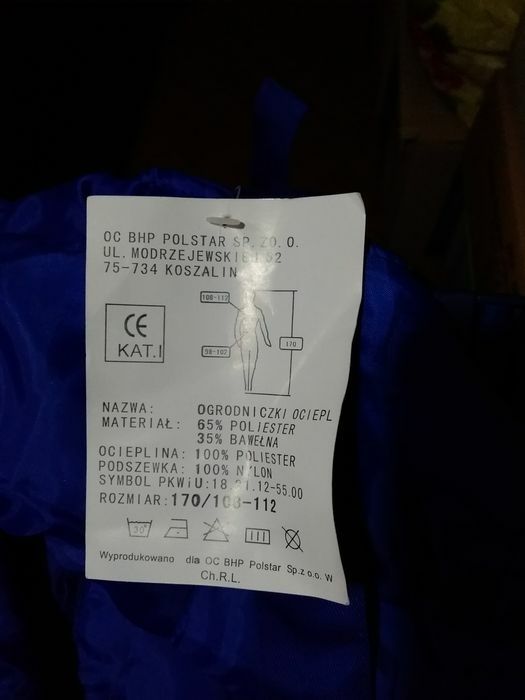 OC BHP POLSTAR SP. ZO. O.
UL. MODRZEJEWSKIEJ 52
75-734 KOSZALIN
108-112
98-102
170
CE
KAT.I
NAZWA: OGRODNICZKI OCIEPL
MATERIAŁ: 65% POLIESTER
35% BAWEŁNA
OCIEPLINA: 100% POLIESTER
PODSZEWKA: 100% NYLON
SYMBOL PKWiU:18.21.12-55.00
ROZMIAR: 170/108-112
30°
Wyprodukowano dla OC BHP Polstar Sp.z o.o. W
Ch.R.L.